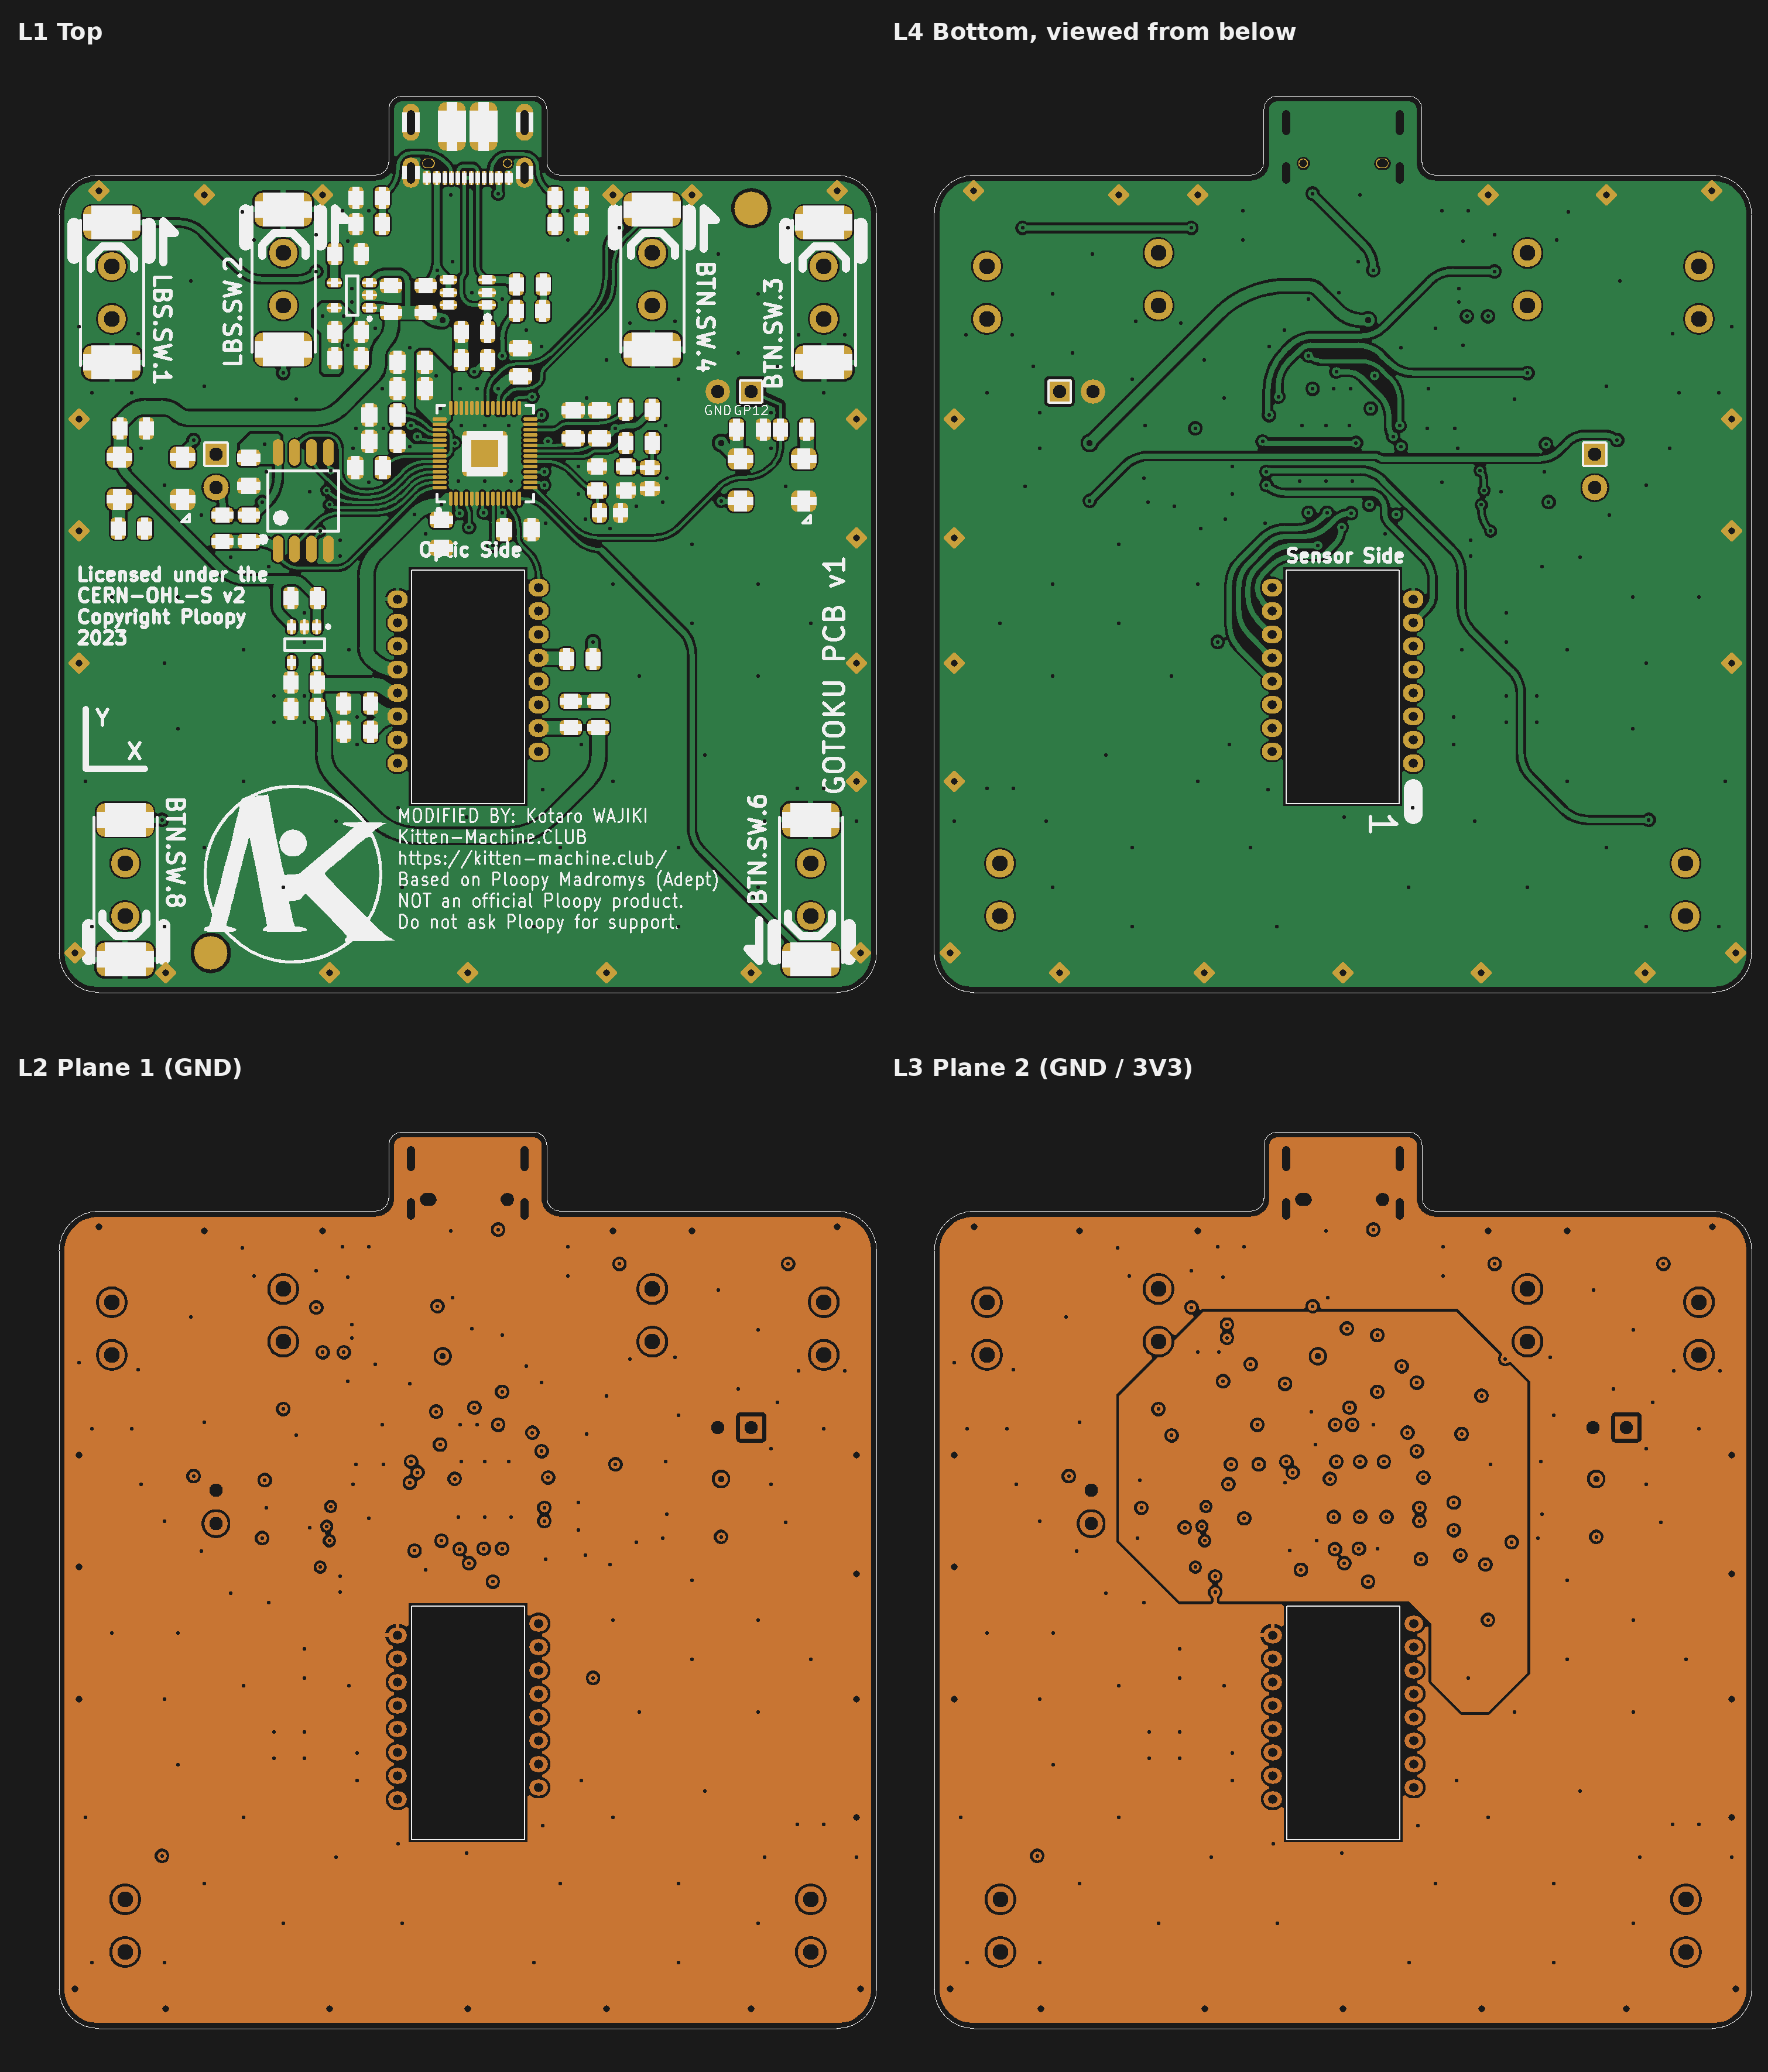 L1 Top
L4 Bottom, viewed from below
LBS.SW.1
LBS.SW.2
BTN.SW.4
BTN.SW.3
GND
GP12
Optic Side
Sensor Side
Licensed under the
CERN-OHL-S v2
Copyright Ploopy
2023
GOTOKU PCB v1
Y
X
1
BTN.SW.8
BTN.SW.6
MODIFIED BY: Kotaro WAJIKI
Kitten-Machine.CLUB
https://kitten-machine.club/
Based on Ploopy Madromys (Adept)
NOT an official Ploopy product.
Do not ask Ploopy for support.
L2 Plane 1 (GND)
L3 Plane 2 (GND / 3V3)